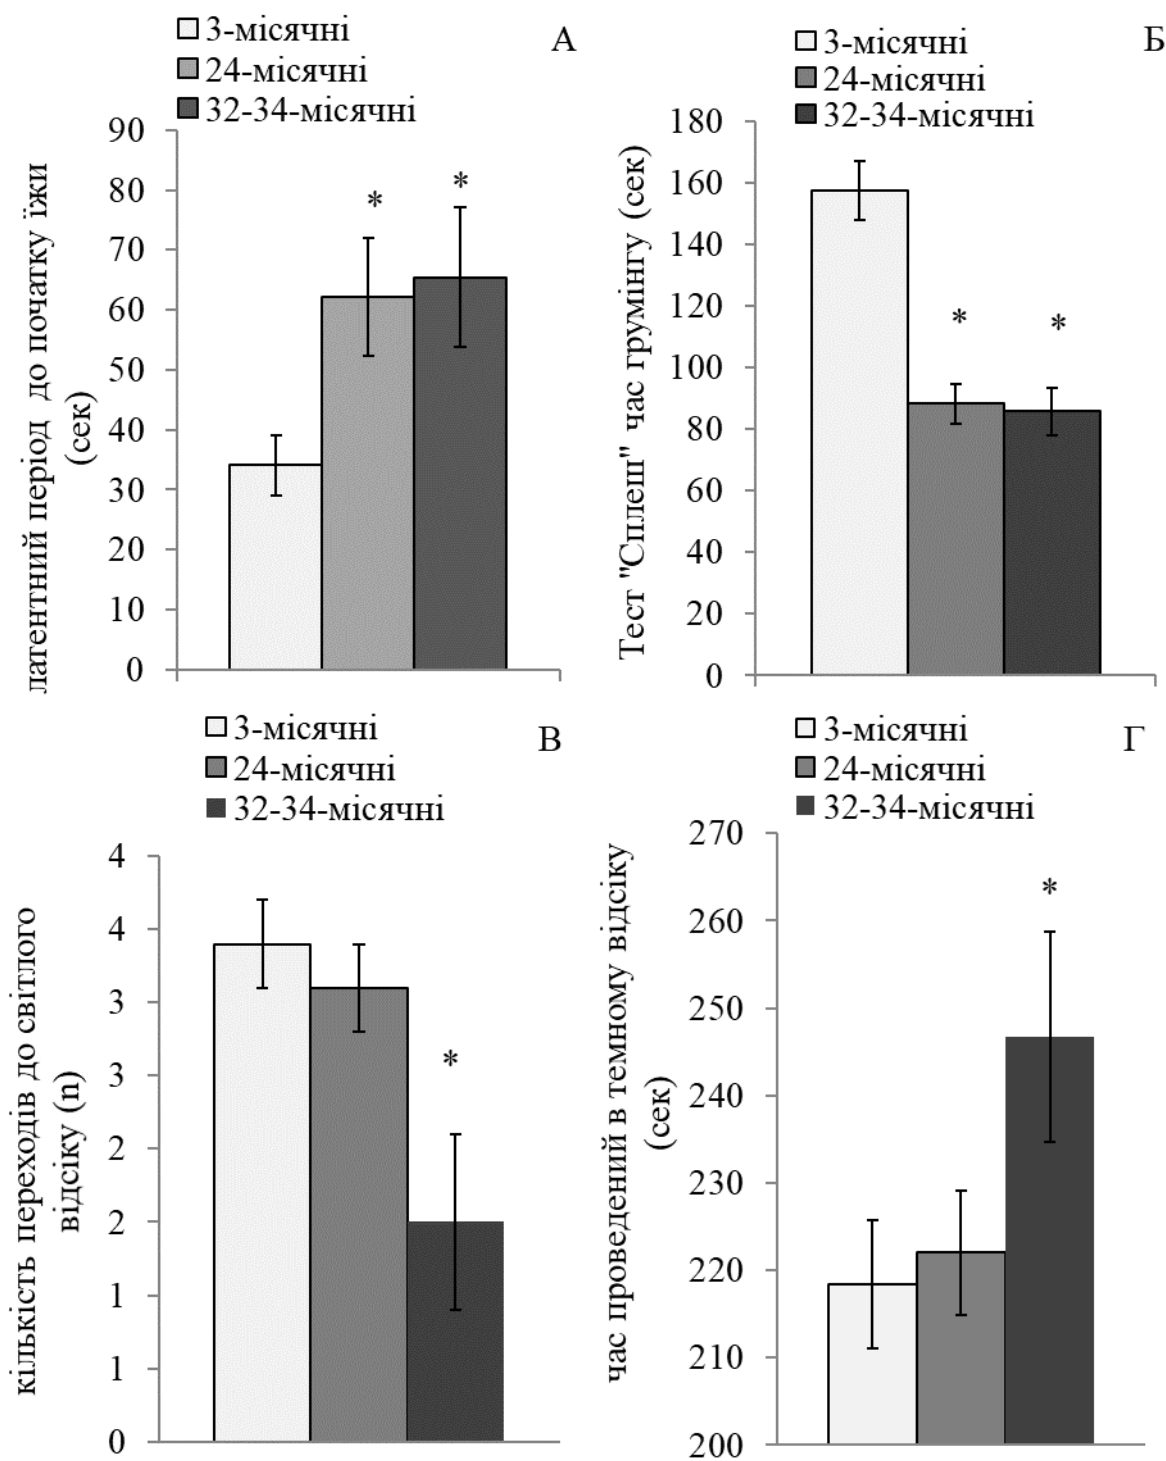 3-місячні
24-місячні
32-34-місячні
А
90
80
70
60
50
40
30
20
10
0
латентний період до початку їжи
(сек)
*
*
3-місячні
24-місячні
32-34-місячні
Б
180
160
140
120
100
80
60
40
20
0
Тест "Сплеш" час грумінгу (сек)
*
*
3-місячні
24-місячні
32-34-місячні
В
4
4
3
3
2
2
1
1
0
кількість переходів до світлого
відсіку (n)
*
3-місячні
24-місячні
32-34-місячні
Г
270
260
250
240
230
220
210
200
час проведений в темному відсіку
(сек)
*